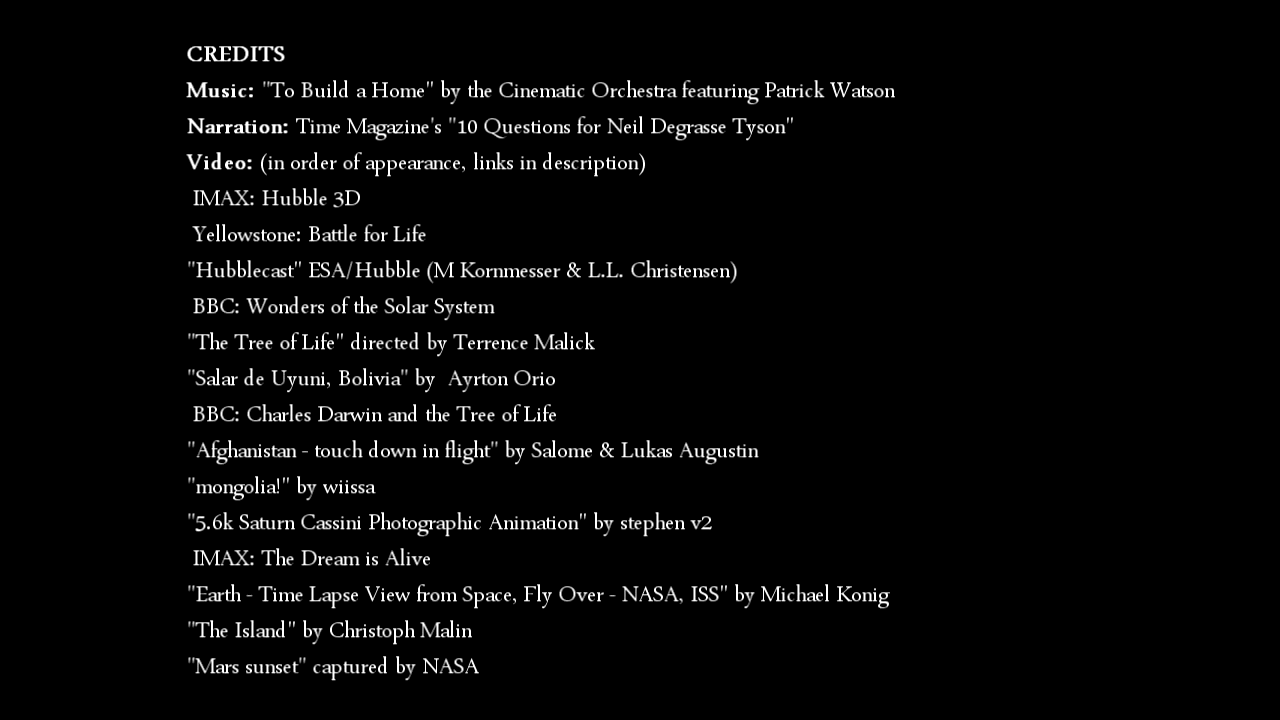 CREDITS
Music: "To Build a Home" by the Cinematic Orchestra featuring Patrick Watson
Narration: Time Magazine's "10 Questions for Neil Degrasse Tyson"
Video: (in order of appearance, links in description)
IMAX: Hubble 3D
Yellowstone: Battle for Life
"Hubblecast" ESA/Hubble (M Kornmesser & L.L. Christensen)
BBC: Wonders of the Solar System
"The Tree of Life" directed by Terrence Malick
"Salar de Uyuni, Bolivia" by  Ayrton Orio
BBC: Charles Darwin and the Tree of Life
"Afghanistan - touch down in flight" by Salome & Lukas Augustin
"mongolia!" by wiissa
"5.6k Saturn Cassini Photographic Animation" by stephen v2
IMAX: The Dream is Alive
"Earth - Time Lapse View from Space, Fly Over - NASA, ISS" by Michael Konig
"The Island" by Christoph Malin
"Mars sunset" captured by NASA